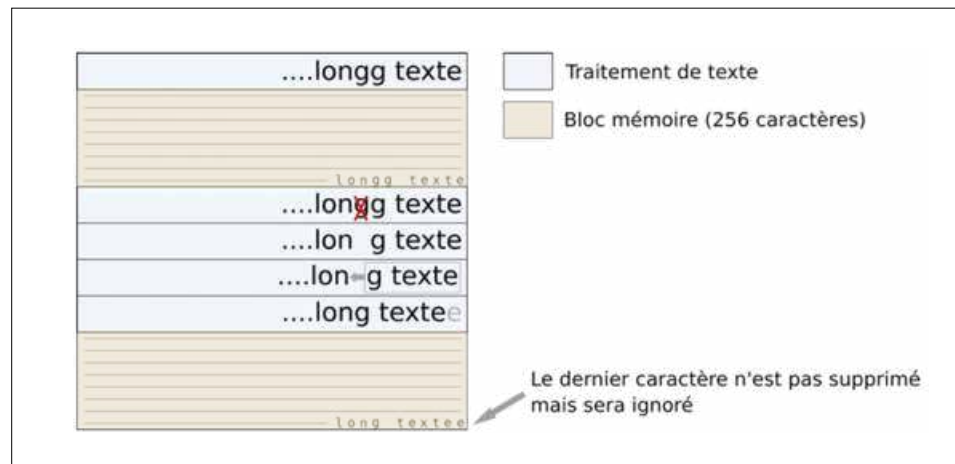 ....longg texte
Traitement de texte
Bloc mémoire (256 caractères)
longg texte
....longg texte
....lon g texte
....lon g texte
....long textee
Le dernier caractère n'est pas supprimé
mais sera ignoré
long textee